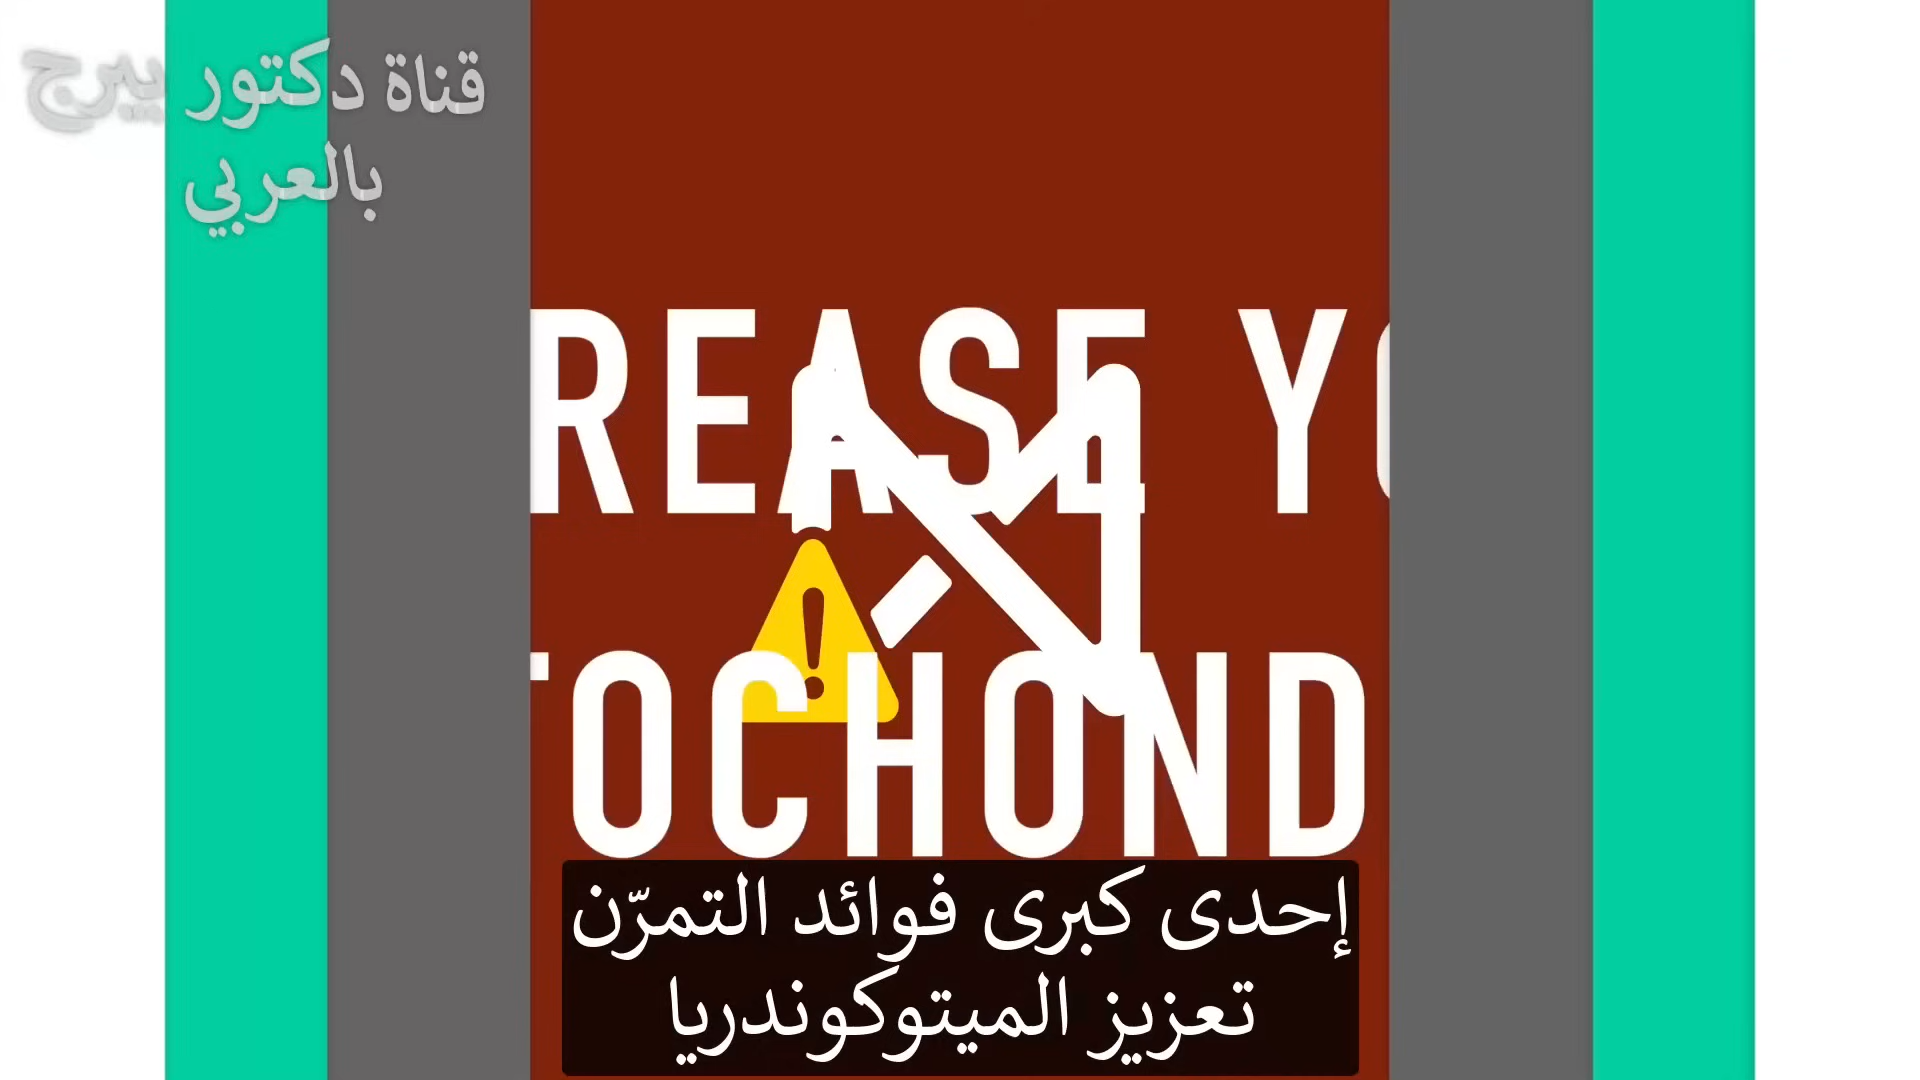 قناة دكتور بيرج
بالعربي
REASE YO
TOCHOND
إحدى كبرى فوائد التمرّن
تعزيز الميتوكوندريا